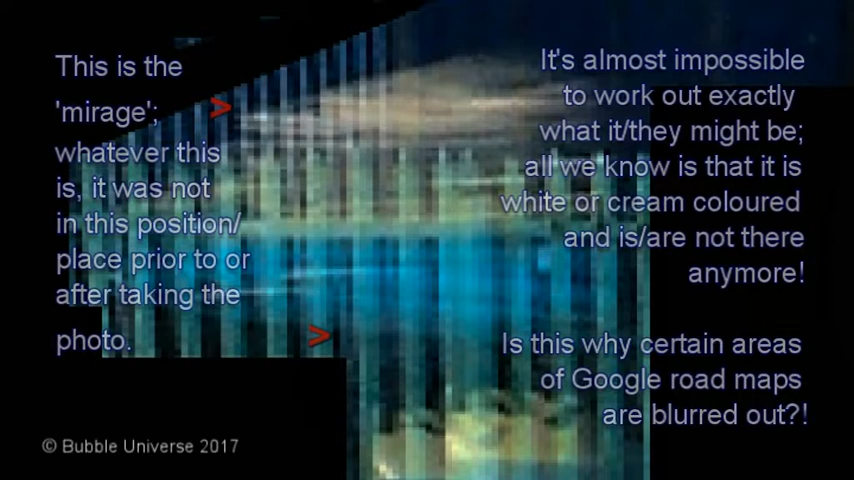 This is the
'mirage'; >
whatever this
is, it was not
in this position/
place prior to or
after taking the
photo. >
It's almost impossible
to work out exactly
what it/they might be;
all we know is that it is
white or cream coloured
and is/are not there
anymore!
Is this why certain areas
of Google road maps
are blurred out?!
© Bubble Universe 2017